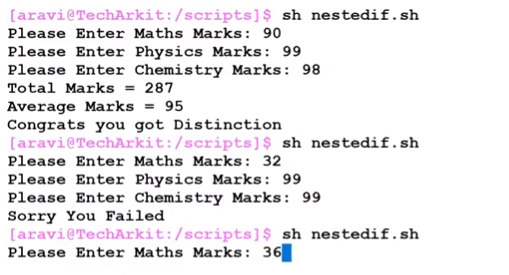 [aravi@TechArkit:/scripts]$ sh nestedif.sh
Please Enter Maths Marks: 90
Please Enter Physics Marks: 99
Please Enter Chemistry Marks: 98
Total Marks = 287
Average Marks = 95
Congrats you got Distinction
[aravi@TechArkit:/scripts]$ sh nestedif.sh
Please Enter Maths Marks: 32
Please Enter Physics Marks: 99
Please Enter Chemistry Marks: 99
Sorry You Failed
[aravi@TechArkit:/scripts]$ sh nestedif.sh
Please Enter Maths Marks: 36